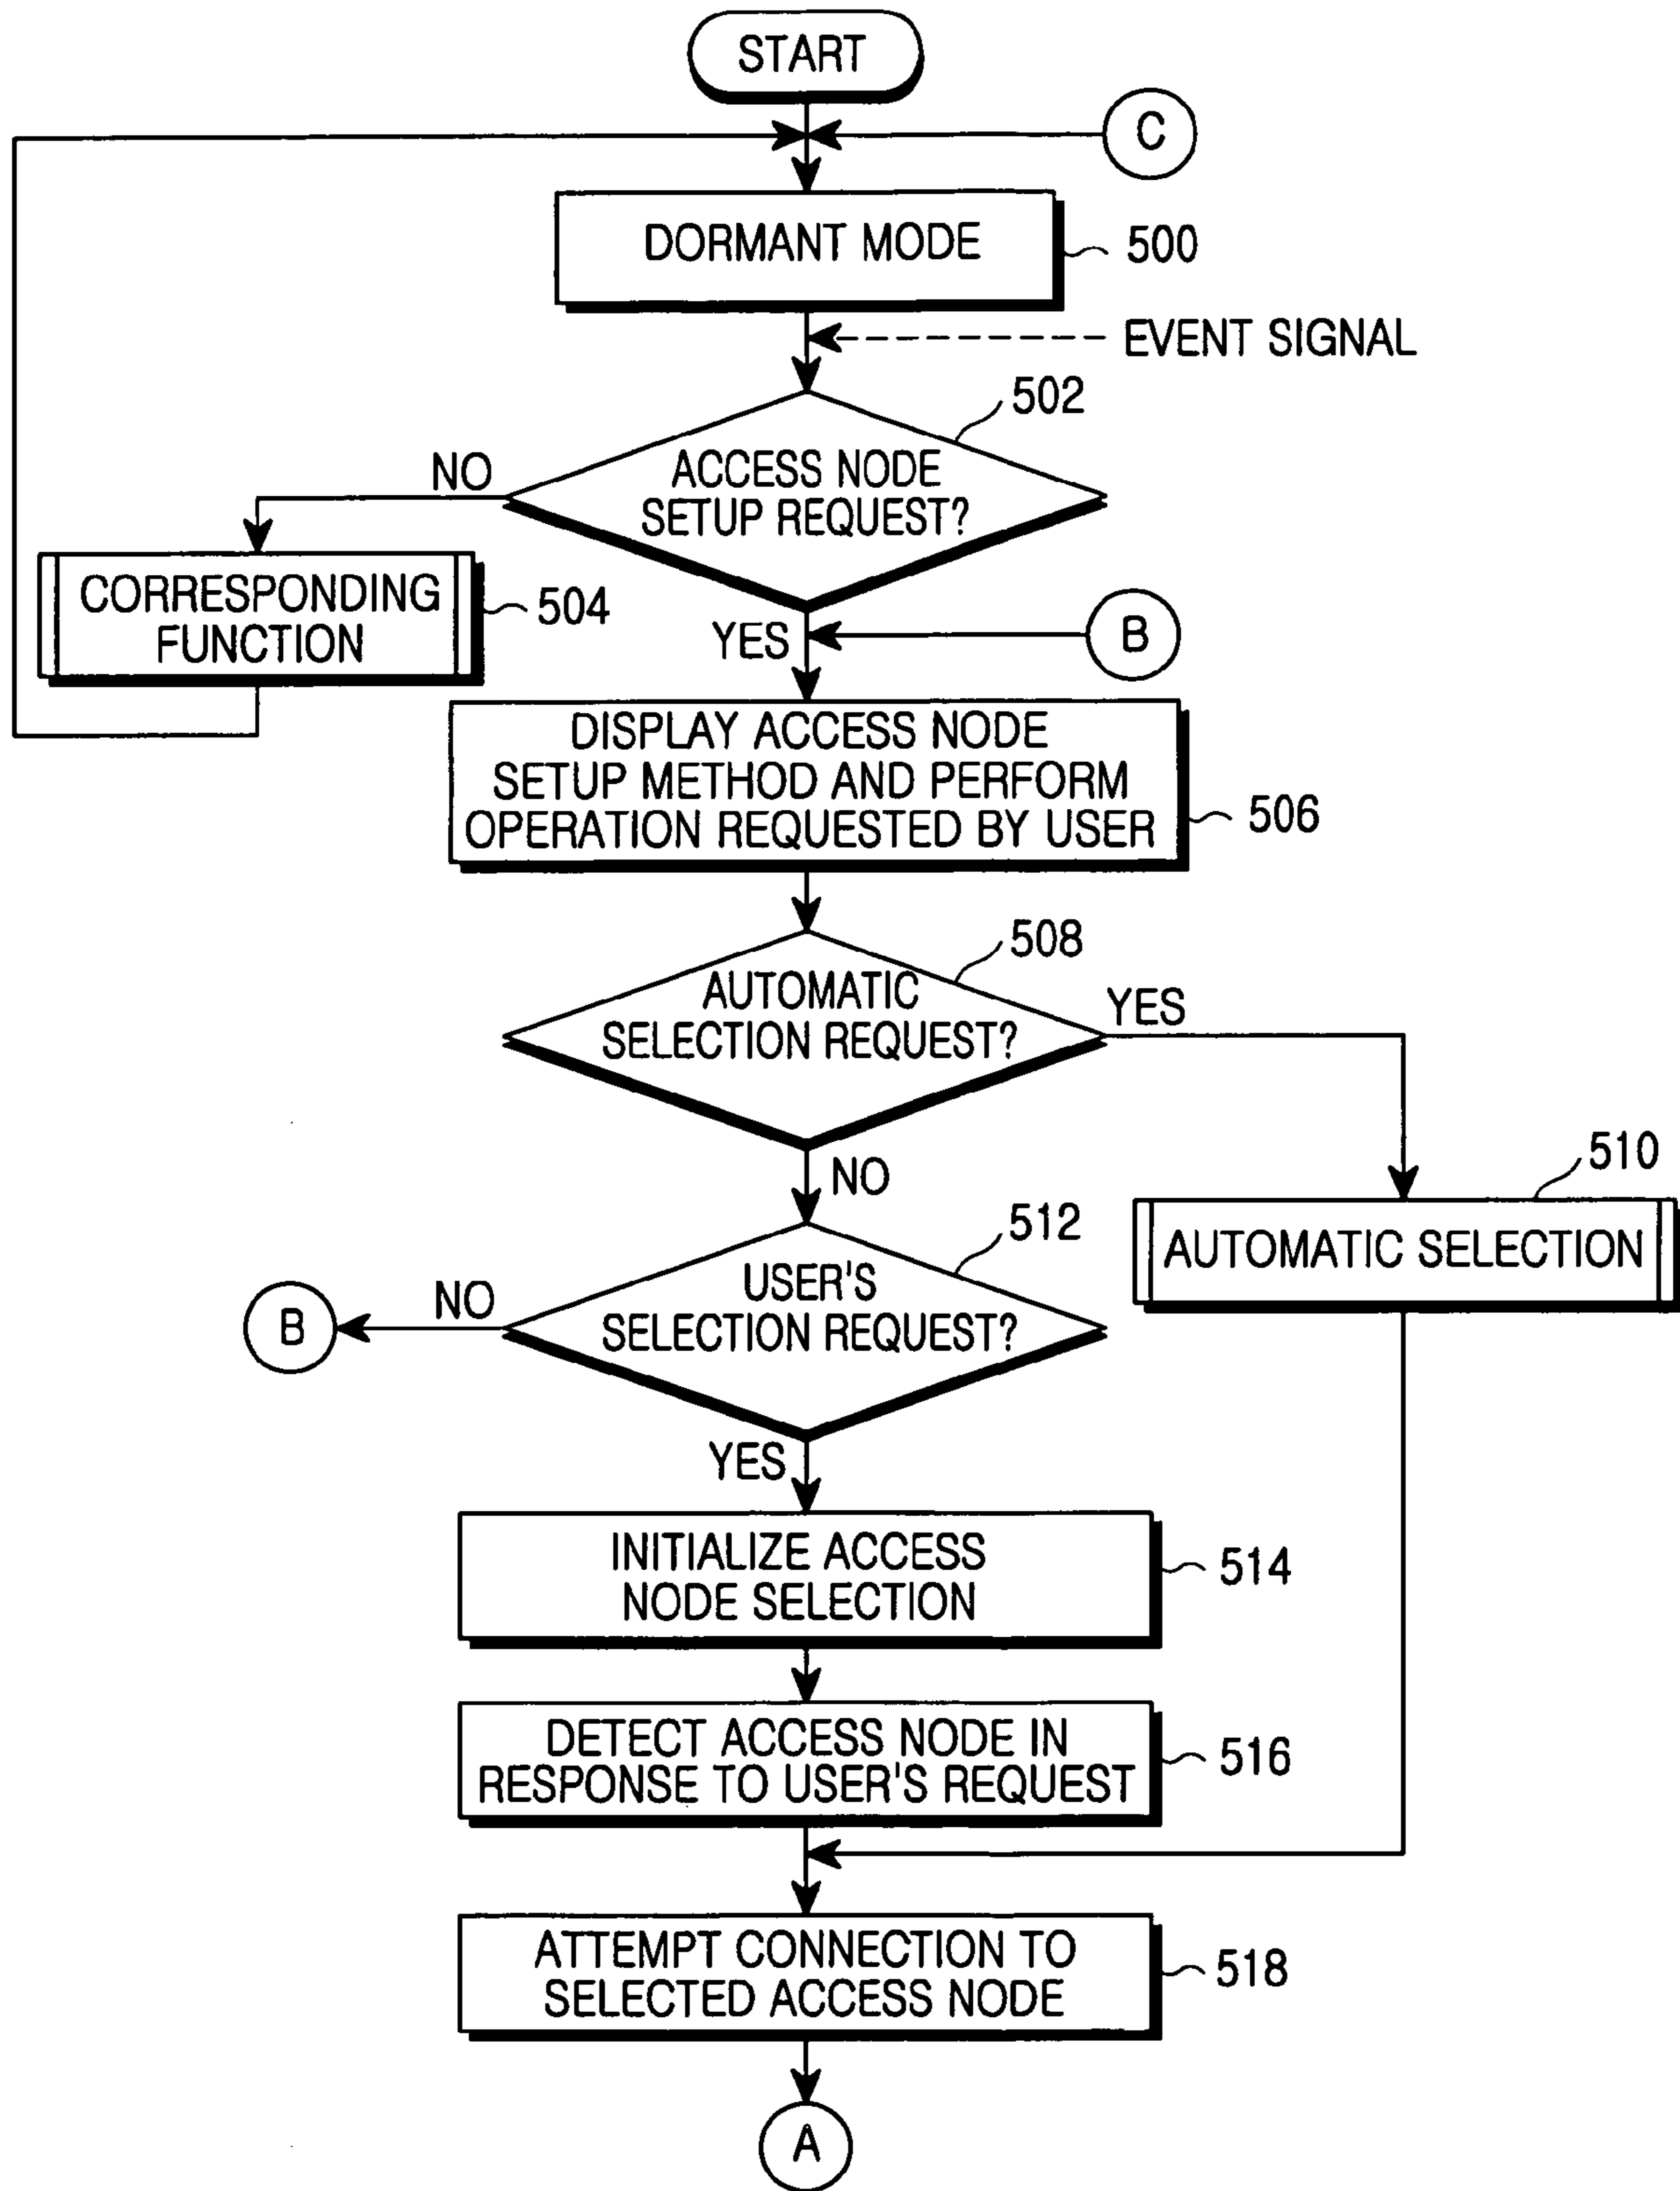 START
C
DORMANT MODE
500
EVENT SIGNAL
502
NO
ACCESS NODE
SETUP REQUEST?
CORRESPONDING
FUNCTION
504
YES
B
DISPLAY ACCESS NODE
SETUP METHOD AND PERFORM
OPERATION REQUESTED BY USER
506
508
AUTOMATIC
SELECTION REQUEST?
YES
NO
510
AUTOMATIC SELECTION
512
USER'S
SELECTION REQUEST?
NO
B
YES
INITIALIZE ACCESS
NODE SELECTION
514
DETECT ACCESS NODE IN
RESPONSE TO USER'S REQUEST
516
ATTEMPT CONNECTION TO
SELECTED ACCESS NODE
518
A